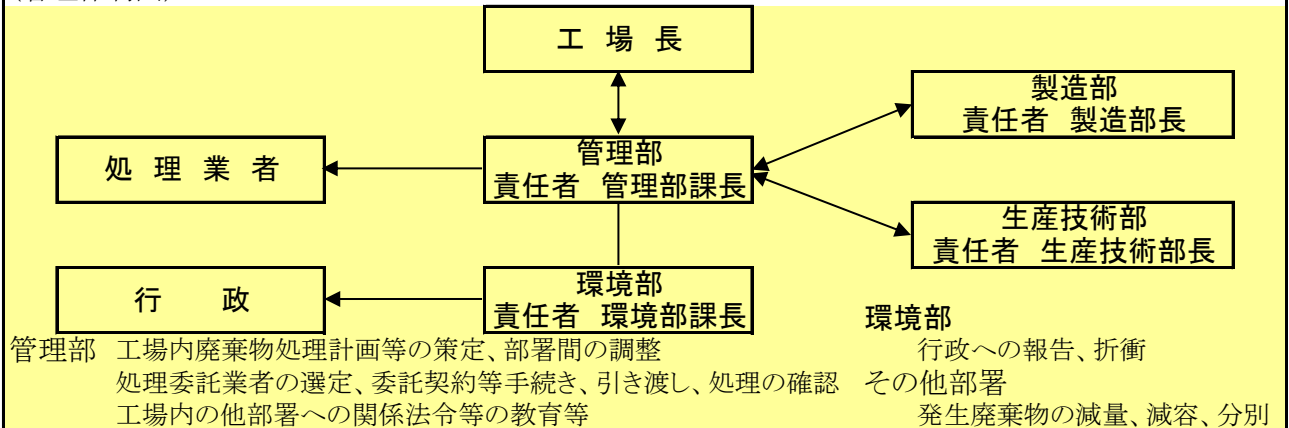 工 場 長
製造部
責任者 製造部長
処 理 業 者
管理部
責任者 管理部課長
生産技術部
責任者 生産技術部長
行 政
環境部
責任者 環境部課長
管理部 工場内廃棄物処理計画等の策定、部署間の調整
処理委託業者の選定、委託契約等手続き、引き渡し、処理の確認
工場内の他部署への関係法令等の教育等
環境部
行政への報告、折衝
その他部署
発生廃棄物の減量、減容、分別